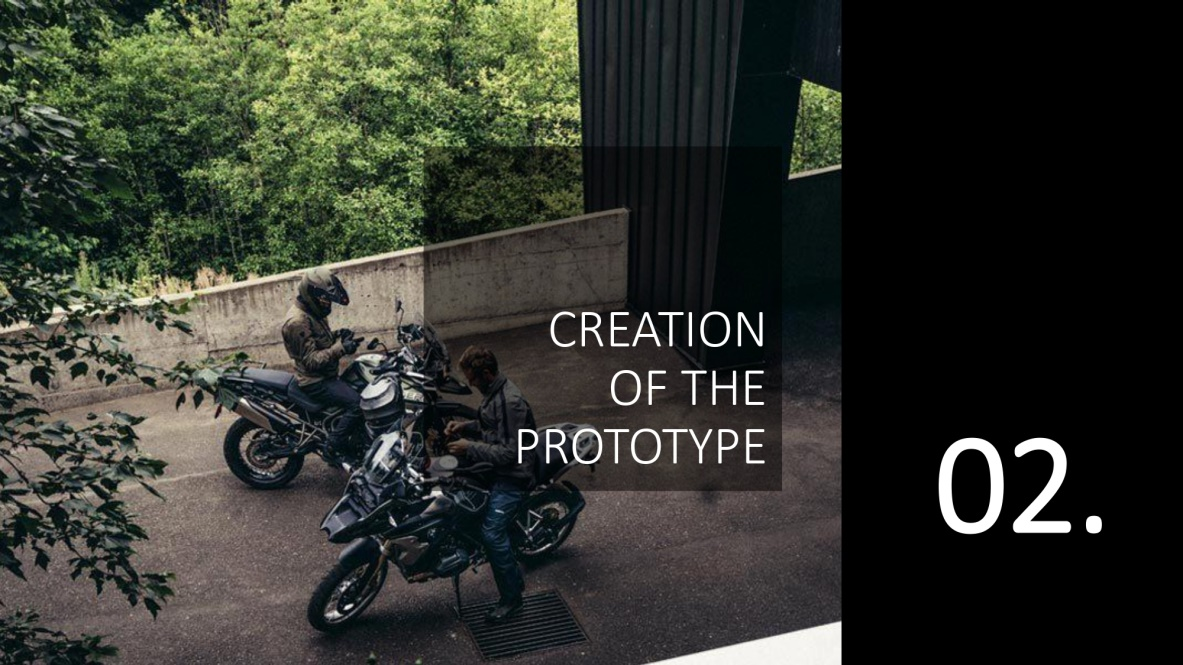 CREATION
OF THE
PROTOTYPE
02.